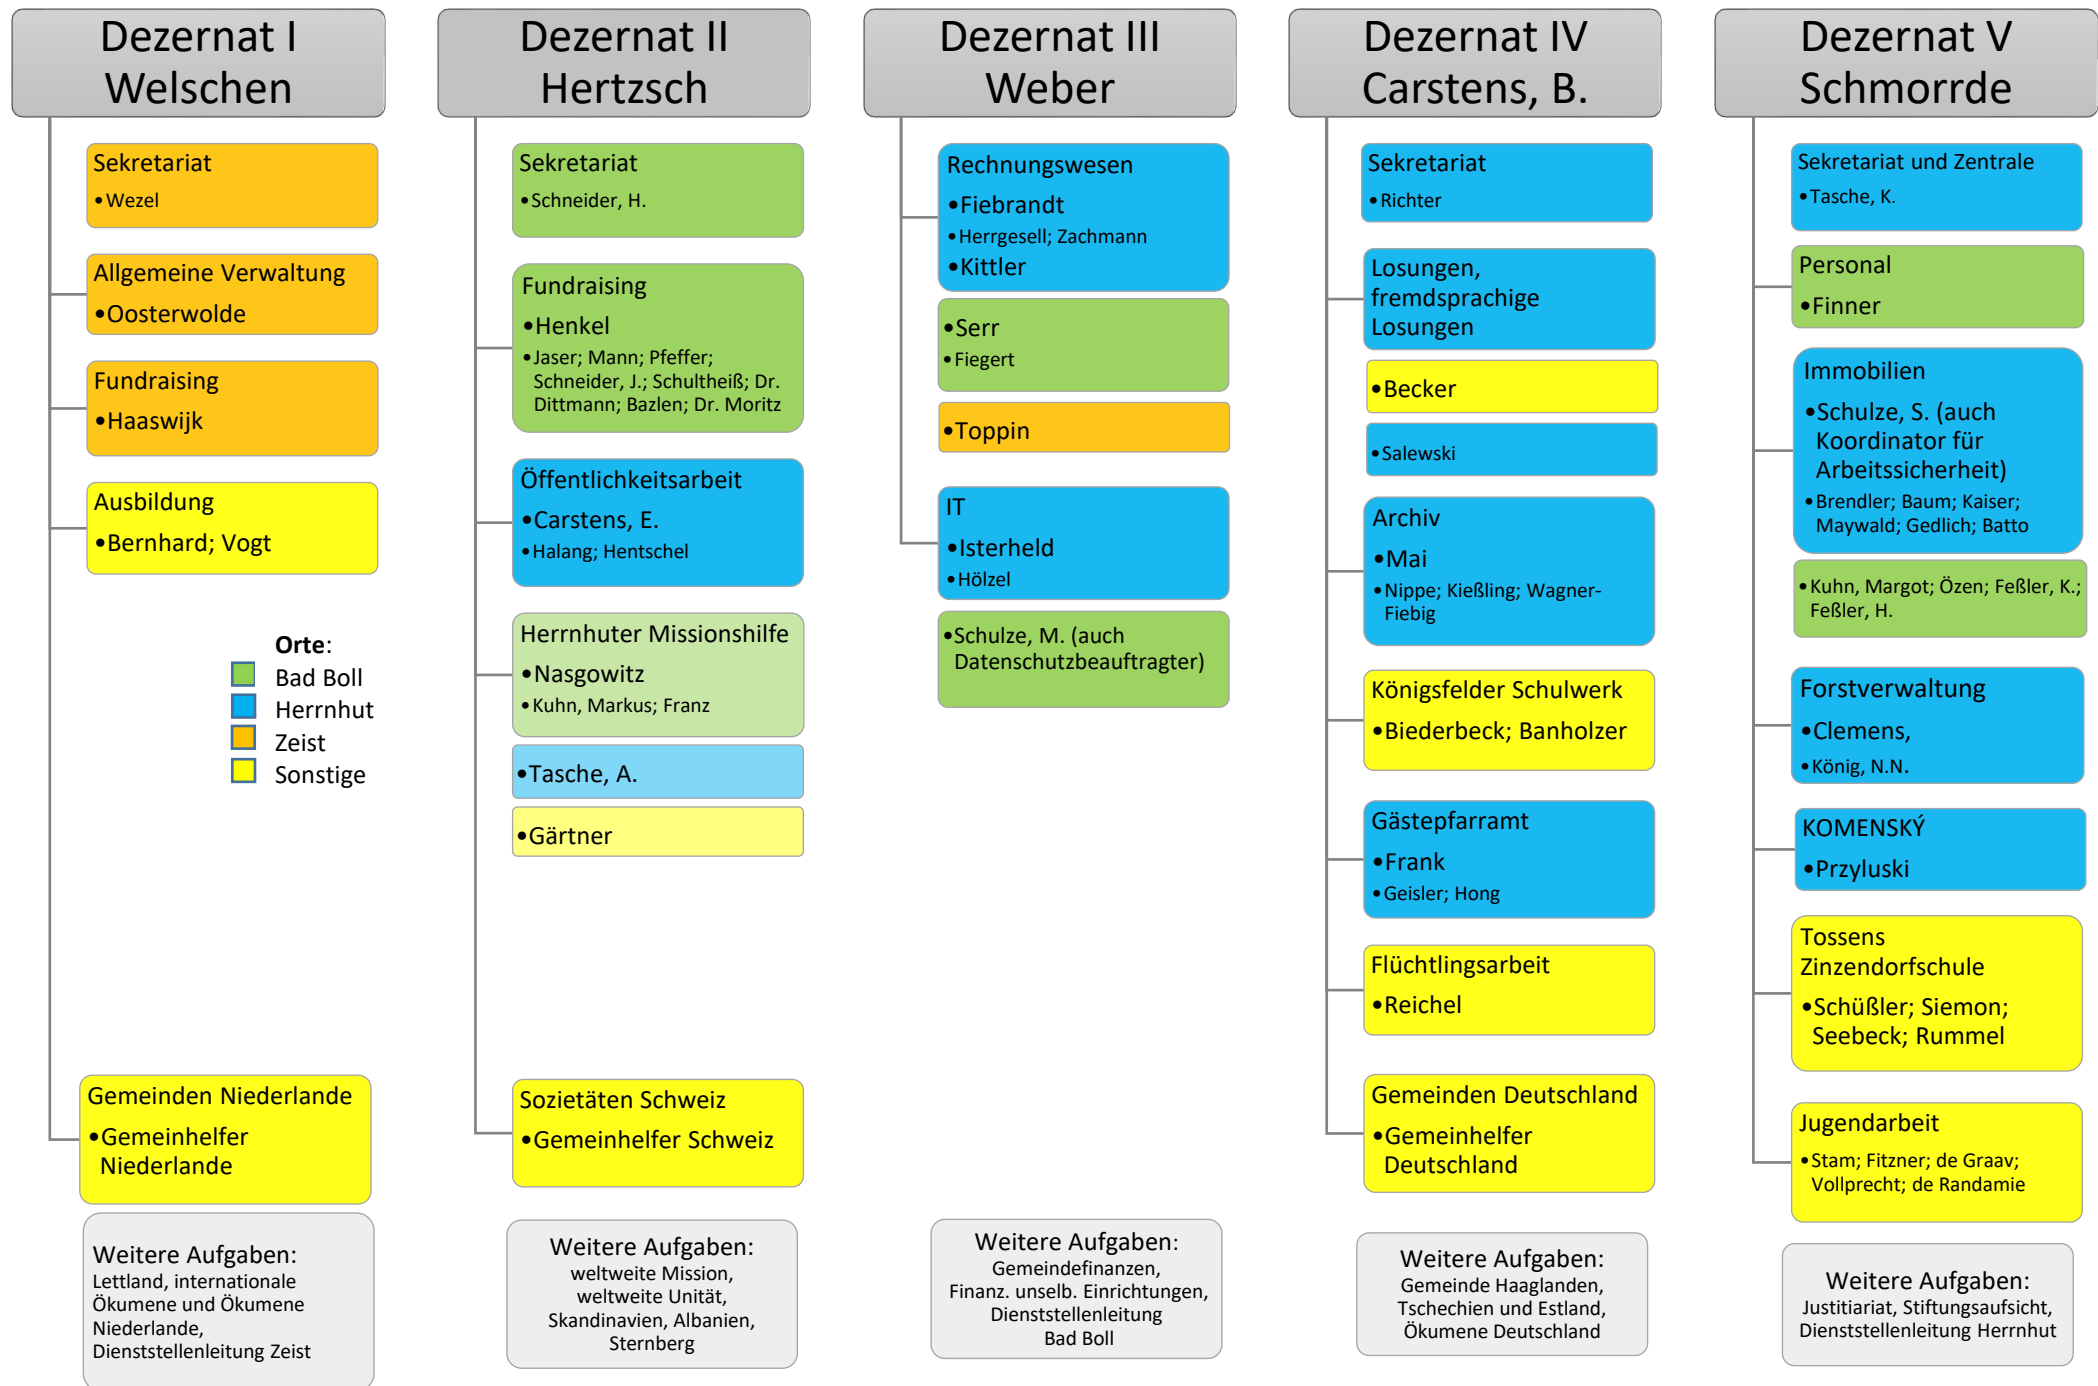 Dezernat I
Welschen
Sekretariat
•Wezel
Allgemeine Verwaltung
•Oosterwolde
Fundraising
•Haaswijk
Ausbildung
•Bernhard; Vogt
Orte:
Bad Boll
Herrnhut
Zeist
Sonstige
Gemeinden Niederlande
•Gemeinhelfer
Niederlande
Weitere Aufgaben:
Lettland, internationale
Ökumene und Ökumene
Niederlande,
Dienststellenleitung Zeist
Dezernat II
Hertzsch
Sekretariat
•Schneider, H.
Fundraising
•Henkel
•Jaser; Mann; Pfeffer;
Schneider, J.; Schultheiß; Dr.
Dittmann; Bazlen; Dr. Moritz
Öffentlichkeitsarbeit
•Carstens, E.
•Halang; Hentschel
Herrnhuter Missionshilfe
•Nasgowitz
•Kuhn, Markus; Franz
•Tasche, A.
•Gärtner
Sozietäten Schweiz
•Gemeinhelfer Schweiz
Weitere Aufgaben:
weltweite Mission,
weltweite Unität,
Skandinavien, Albanien,
Sternberg
Dezernat III
Weber
Rechnungswesen
•Fiebrandt
•Herrgesell; Zachmann
•Kittler
•Serr
•Fiegert
•Toppin
IT
•Isterheld
•Hölzel
•Schulze, M. (auch
Datenschutzbeauftragter)
Weitere Aufgaben:
Gemeindefinanzen,
Finanz. unselb. Einrichtungen,
Dienststellenleitung
Bad Boll
Dezernat IV
Carstens, B.
Sekretariat
•Richter
Losungen,
fremdsprachige
Losungen
•Becker
•Salewski
Archiv
•Mai
•Nippe; Kießling; Wagner-
Fiebig
Königsfelder Schulwerk
•Biederbeck; Banholzer
Gästepfarramt
•Frank
•Geisler; Hong
Flüchtlingsarbeit
•Reichel
Gemeinden Deutschland
•Gemeinhelfer
Deutschland
Weitere Aufgaben:
Gemeinde Haaglanden,
Tschechien und Estland,
Ökumene Deutschland
Dezernat V
Schmorrde
Sekretariat und Zentrale
•Tasche, K.
Personal
•Finner
Immobilien
•Schulze, S. (auch
Koordinator für
Arbeitssicherheit)
•Brendler; Baum; Kaiser;
Maywald; Gedlich; Batto
•Kuhn, Margot; Özen; Feßler, K.;
Feßler, H.
Forstverwaltung
•Clemens,
•König, N.N.
KOMENSKÝ
•Przyluski
Tossens
Zinzendorfschule
•Schüßler; Siemon;
Seebeck; Rummel
Jugendarbeit
•Stam; Fitzner; de Graav;
Vollprecht; de Randamie
Weitere Aufgaben:
Justitiariat, Stiftungsaufsicht,
Dienststellenleitung Herrnhut